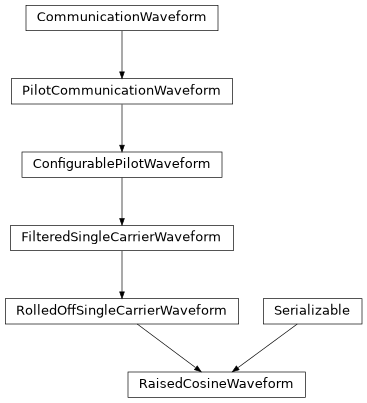 CommunicationWaveform
PilotCommunicationWaveform
ConfigurablePilotWaveform
FilteredSingleCarrierWaveform
RolledOffSingleCarrierWaveform
Serializable
RaisedCosineWaveform